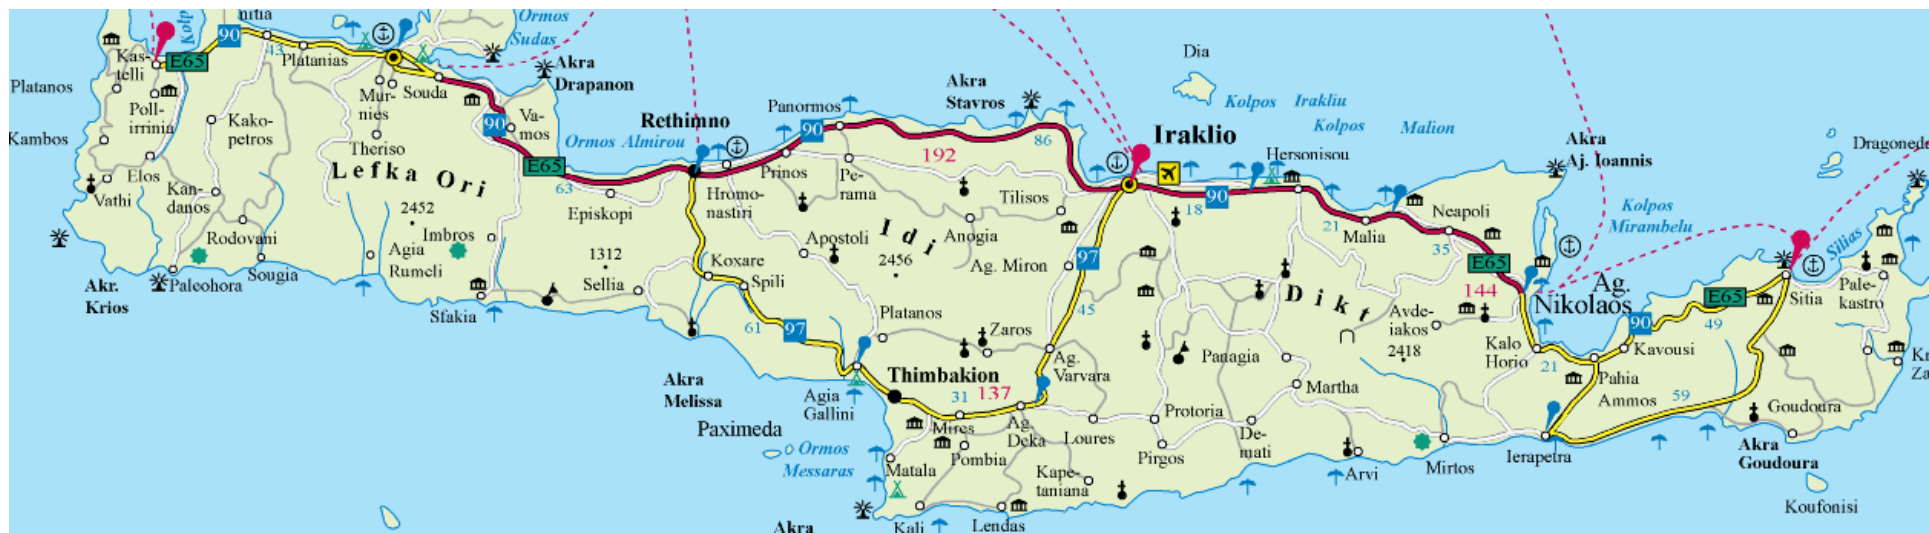 Ormos
Sudas
Kolpos
90
Kas-
telli
E65
43
Platanias
Platanos
Poll-
irrinia
Kambos
Elos
Vathi
Kako-
petros
Kan-
danos
Rodovani
Sougia
Paleohora
Akr.
Krios
Mur-
nies
Souda
Theriso
Lefka Ori
2452
Agia
Rumeli
Imbros
Sfakia
Akra
Drapanon
90
Va-
mos
E65
63
Ormos Almirou
Episkopi
1312
Sellia
Rethimno
Hromo-
nastiri
Koxare
Spili
61
97
Akra
Melissa
Paximeda
Panormos
90
Prinos
Pe-
rama
192
86
Akra
Stavros
Apostoli
Idi
2456
Anogia
Tilisos
Ag. Miron
97
45
Platanos
Zaros
Ag.
Varvara
Agia
Gallini
Thimbakion
31
137
Mires
Ag.
Deka
Pombia
Loures
Kape-
taniana
Ormos
Messaras
Matala
Kali
Lendas
Akra
Dia
Kolpos Irakliu
Kolpos Malion
Iraklio
Hersonisou
18
90
21
Malia
Neapoli
35
E65
144
Akra
Aj. Ioannis
Kolpos
Mirambelu
Dikt
Avde-
iakos
2418
Panagia
Martha
Protoria
Pirgos
De-
mati
Arvi
Mirtos
Ag.
Nikolaos
Kalo
Horio
21
90
Kavousi
Pahia
Ammos
49
E65
59
Ierapetra
Silias
Sitia
Pale-
kastro
Goudoura
Akra
Goudoura
Koufonisi